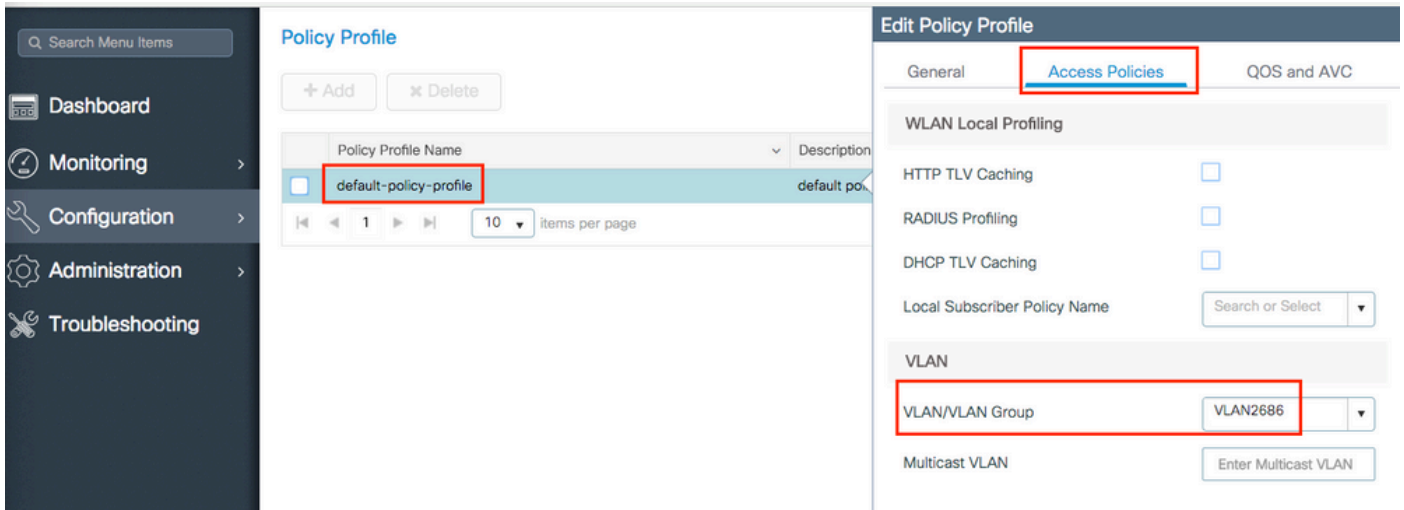 Search Menu Items
Dashboard
Monitoring
Configuration
Administration
Troubleshooting
Policy Profile
+ Add
× Delete
Policy Profile Name
Description
default-policy-profile
default pol
1
10
items per page
Edit Policy Profile
General
Access Policies
QOS and AVC
WLAN Local Profiling
HTTP TLV Caching
RADIUS Profiling
DHCP TLV Caching
Local Subscriber Policy Name
Search or Select
VLAN
VLAN/VLAN Group
VLAN2686
Multicast VLAN
Enter Multicast VLAN